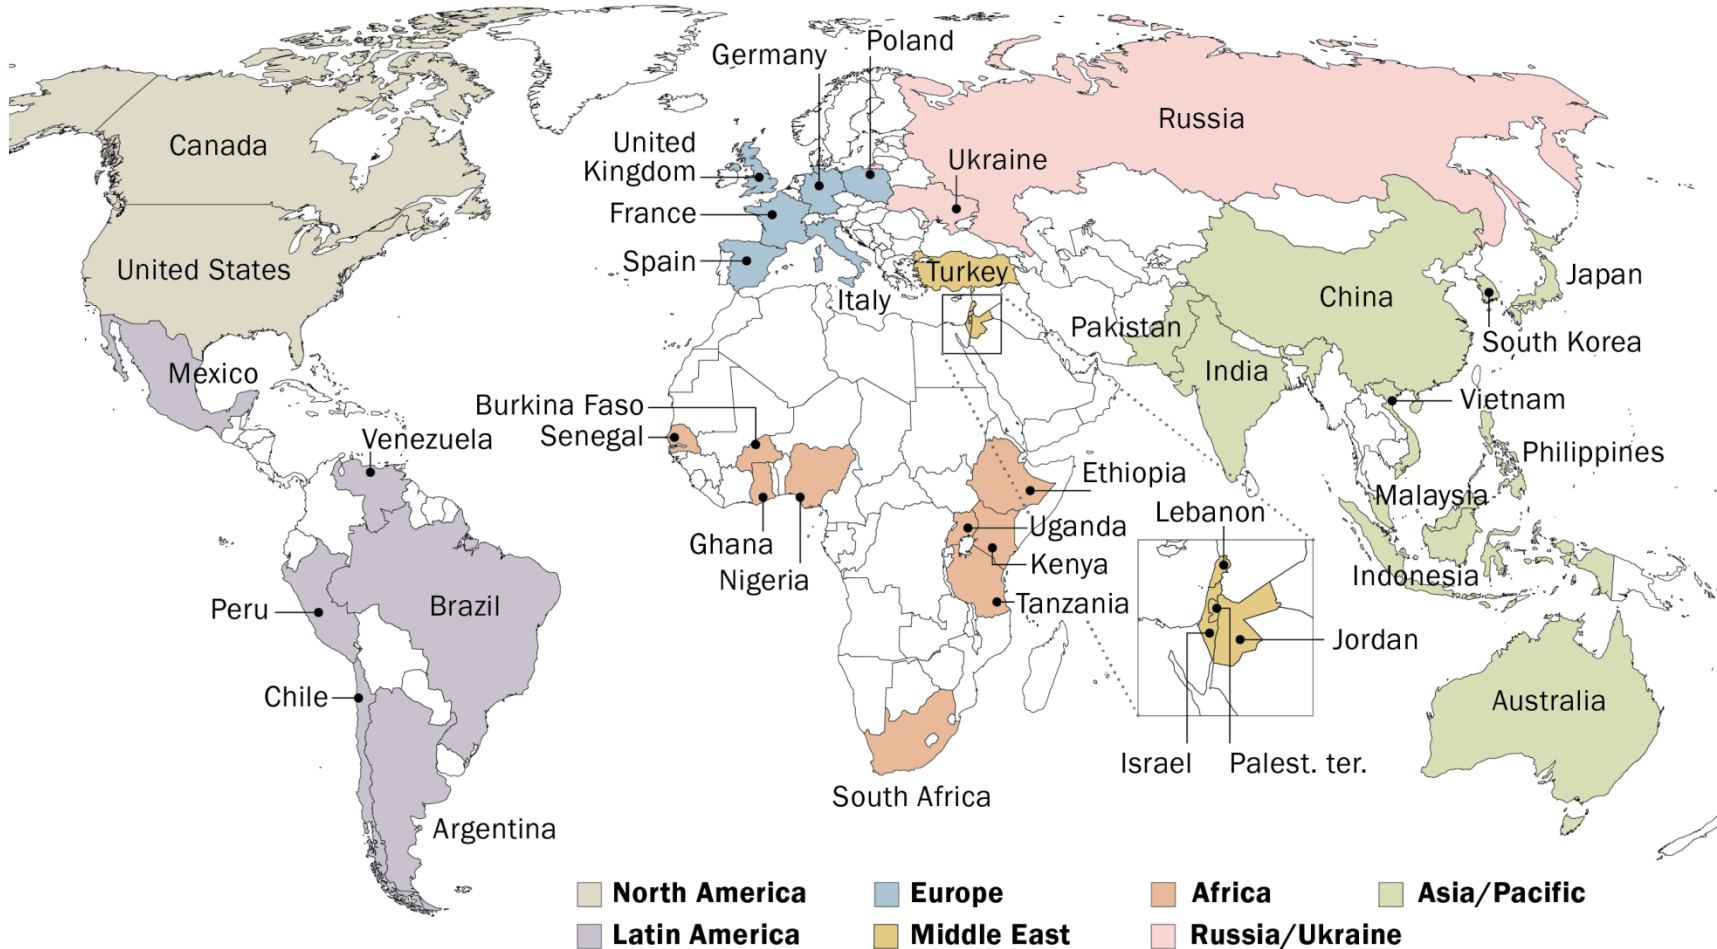 Germany
Poland
Canada
United
Kingdom
Ukraine
Russia
France
United States
Spain
Italy
Turkey
Pakistan
China
Japan
South Korea
India
Mexico
Venezuela
Burkina Faso
Senegal
Vietnam
Philippines
Ethiopia
Malaysia
Lebanon
Ghana
Nigeria
Uganda
Kenya
Tanzania
Indonesia
Peru
Brazil
Jordan
Chile
Australia
Israel
Palest. ter.
South Africa
Argentina
North America
Europe
Africa
Asia/Pacific
Latin America
Middle East
Russia/Ukraine